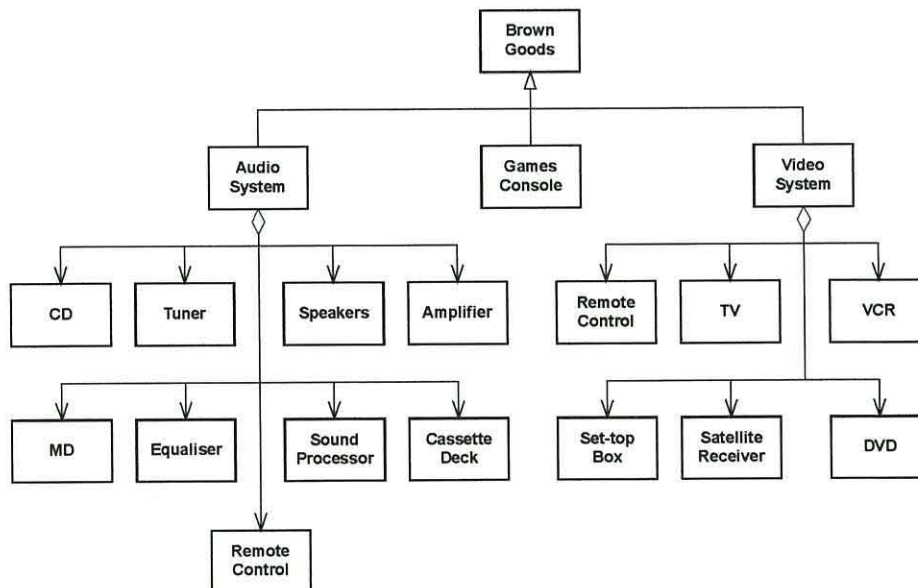 Brown
Goods
Audio
System
Games
Console
Video
System
CD
Tuner
Speakers
Amplifier
Remote
Control
TV
VCR
MD
Equaliser
Sound
Processor
Cassette
Deck
Set-top
Box
Satellite
Receiver
DVD
Remote
Control